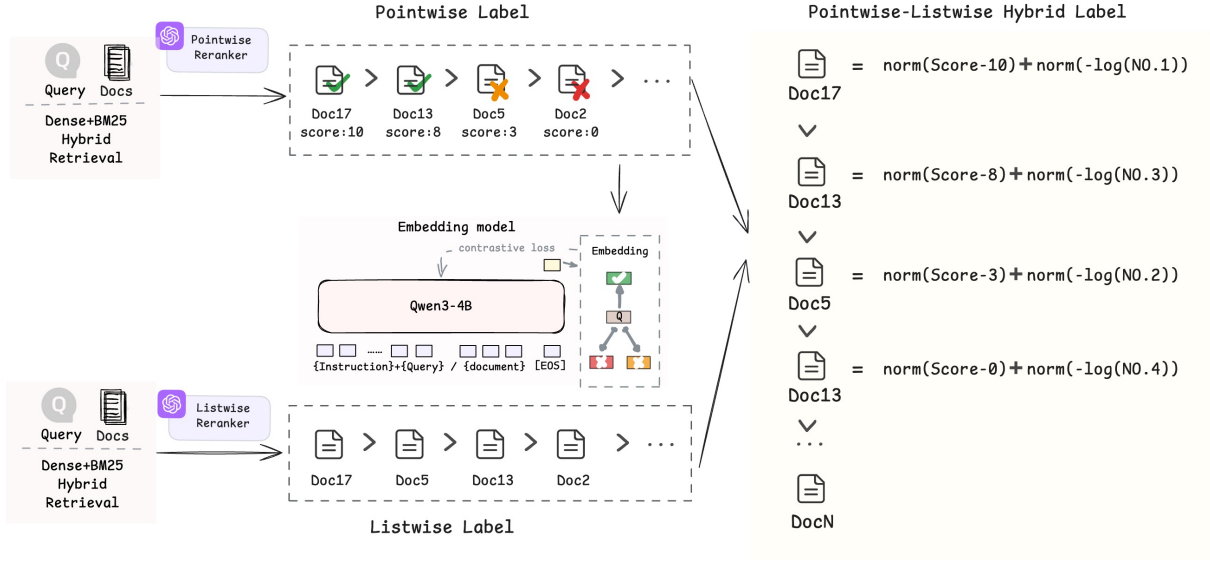 Pointwise Label
Q
Query Docs
Dense+BM25
Hybrid
Retrieval
Pointwise
Reranker
Doc17
score:10
Doc13
score:8
Doc5
score:3
Doc2
score:0
> > > > ...
Embedding model
contrastive loss
Embedding
Q
Qwen3-4B
......
{Instruction}+{Query} / {document} [EOS]
Q
Query Docs
Dense+BM25
Hybrid
Retrieval
Listwise
Reranker
> > > > ...
Doc17 Doc5 Doc13 Doc2
Listwise Label
Pointwise-Listwise Hybrid Label
= norm(Score-10)+norm(-log(NO.1))
Doc17
= norm(Score-8)+norm(-log(NO.3))
Doc13
= norm(Score-3)+norm(-log(NO.2))
Doc5
= norm(Score-0)+norm(-log(NO.4))
Doc13
...
DocN